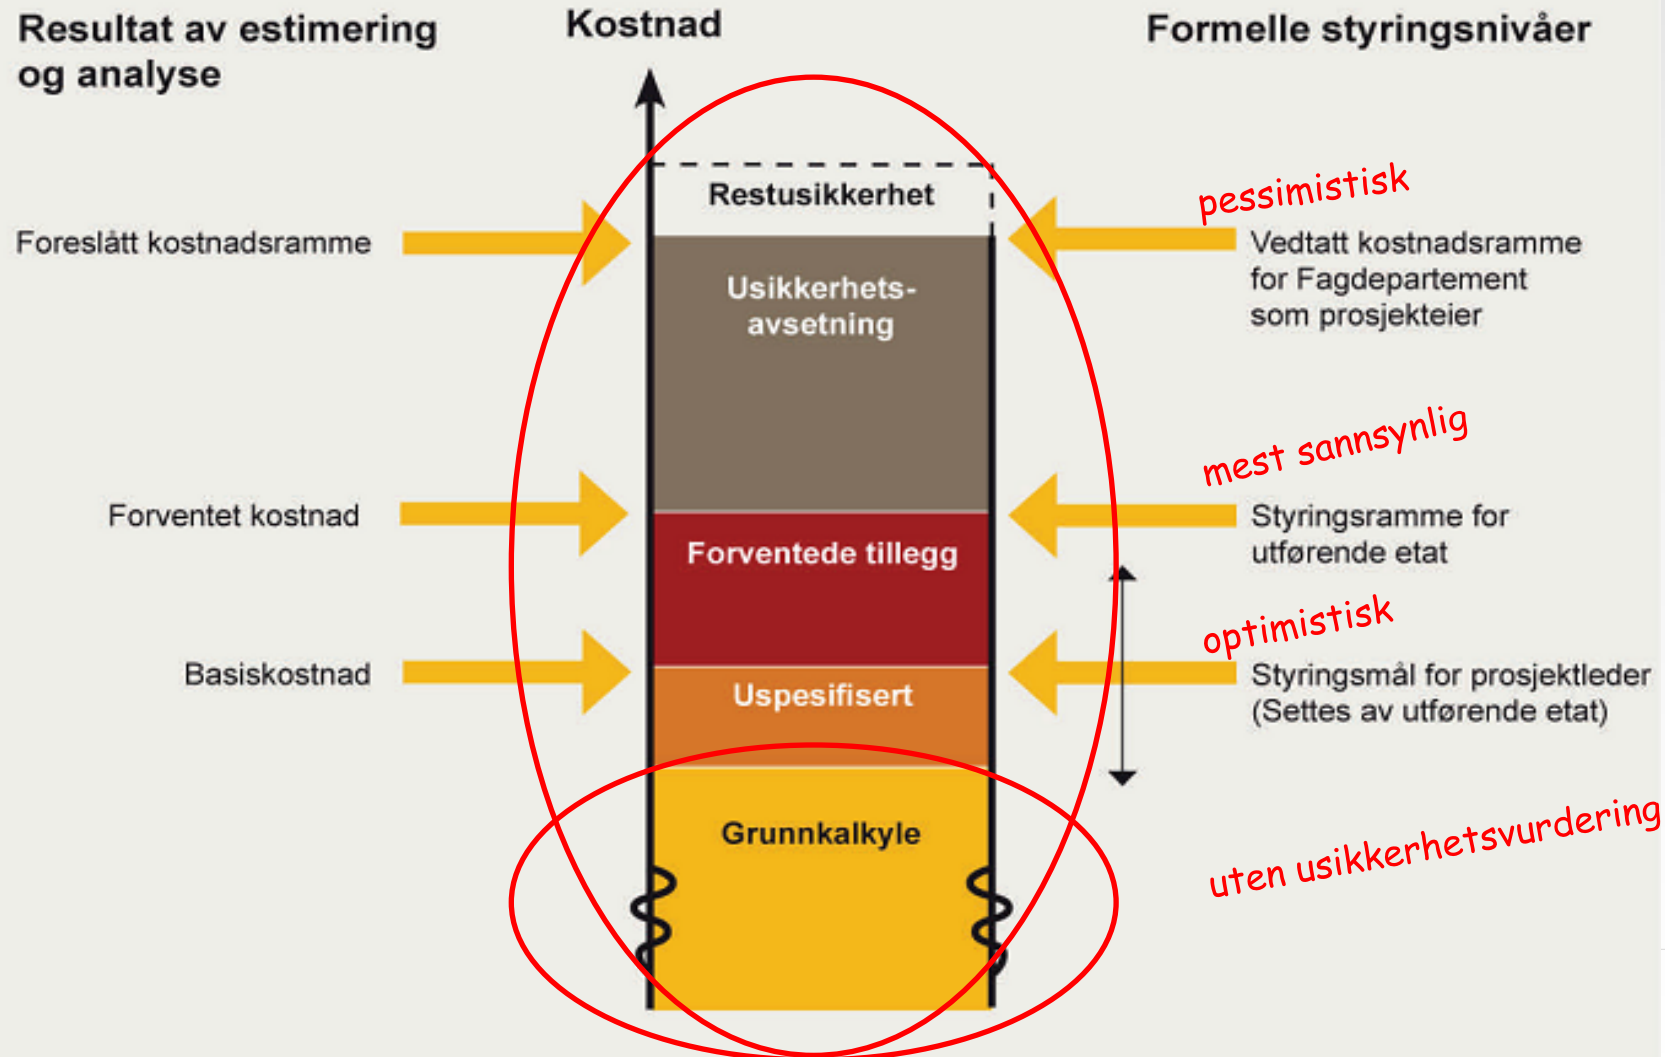 Resultat av estimering
og analyse
Kostnad
Formelle styringsnivåer
Restusikkerhet
pessimistisk
Foreslått kostnadsramme
Vedtatt kostnadsramme
for Fagdepartement
som prosjekteier
Usikkerhets-
avsetning
mest sannsynlig
Forventet kostnad
Styringsramme for
utførende etat
Forventede tillegg
optimistisk
Basiskostnad
Styringsmål for prosjektleder
(Settes av utførende etat)
Uspesifisert
Grunnkalkyle
uten usikkerhetsvurdering